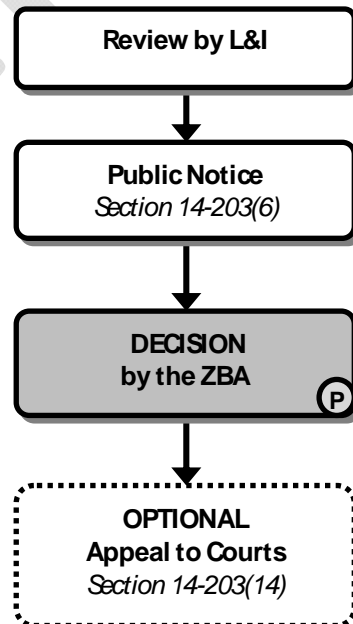 Review by L&I
Public Notice
Section 14-203(6)
DECISION
by the ZBA
P
OPTIONAL
Appeal to Courts
Section 14-203(14)